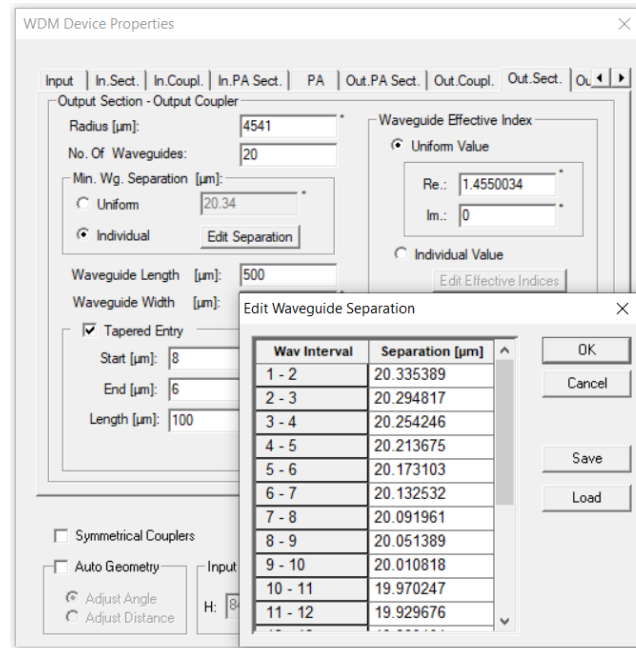 WDM Device Properties
Input In.Sect. In.Coupl. In.PA Sect. PA Out.PA Sect. Out.Coupl. Out.Sect.
Output Section - Output Coupler
Radius [µm]: 4541 *
No. Of Waveguides: 20
Min. Wg. Separation [µm]:
Uniform 20.34 *
Individual Edit Separation
Waveguide Length [µm]: 500
Waveguide Width [µm]:
Tapered Entry
Start [µm]: 8
End [µm]: 6
Length [µm]: 100
Waveguide Effective Index
Uniform Value
Re.: 1.4550034 *
Im.: 0 *
Individual Value
Edit Effective Indices
Symmetrical Couplers
Auto Geometry
Adjust Angle
Adjust Distance
Input
H:
Edit Waveguide Separation
Wav Interval Separation [µm]
1 - 2 20.335389
2 - 3 20.294817
3 - 4 20.254246
4 - 5 20.213675
5 - 6 20.173103
6 - 7 20.132532
7 - 8 20.091961
8 - 9 20.051389
9 - 10 20.010818
10 - 11 19.970247
11 - 12 19.929676
OK
Cancel
Save
Load